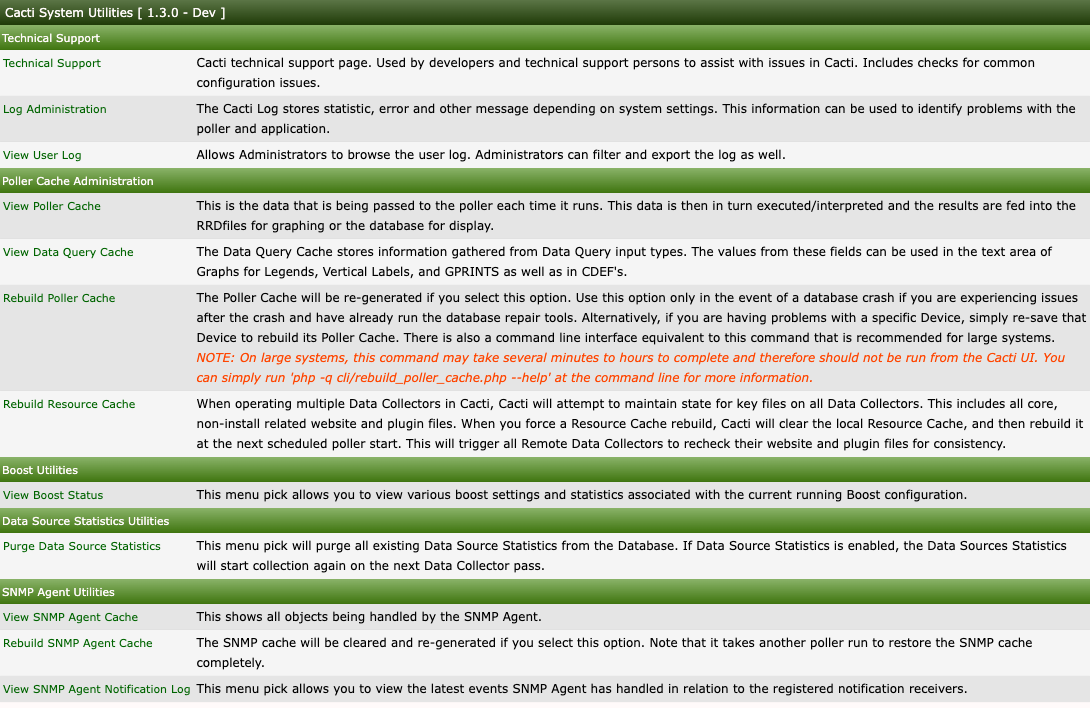 Cacti System Utilities [ 1.3.0 - Dev ]
Technical Support
Technical Support
Cacti technical support page. Used by developers and technical support persons to assist with issues in Cacti. Includes checks for common
configuration issues.
Log Administration
The Cacti Log stores statistic, error and other message depending on system settings. This information can be used to identify problems with the
poller and application.
View User Log
Allows Administrators to browse the user log. Administrators can filter and export the log as well.
Poller Cache Administration
View Poller Cache
This is the data that is being passed to the poller each time it runs. This data is then in turn executed/interpreted and the results are fed into the
RRDfiles for graphing or the database for display.
View Data Query Cache
The Data Query Cache stores information gathered from Data Query input types. The values from these fields can be used in the text area of
Graphs for Legends, Vertical Labels, and GPRINTS as well as in CDEF's.
Rebuild Poller Cache
The Poller Cache will be re-generated if you select this option. Use this option only in the event of a database crash if you are experiencing issues
after the crash and have already run the database repair tools. Alternatively, if you are having problems with a specific Device, simply re-save that
Device to rebuild its Poller Cache. There is also a command line interface equivalent to this command that is recommended for large systems.
NOTE: On large systems, this command may take several minutes to hours to complete and therefore should not be run from the Cacti UI. You
can simply run 'php -q cli/rebuild_poller_cache.php --help' at the command line for more information.
Rebuild Resource Cache
When operating multiple Data Collectors in Cacti, Cacti will attempt to maintain state for key files on all Data Collectors. This includes all core,
non-install related website and plugin files. When you force a Resource Cache rebuild, Cacti will clear the local Resource Cache, and then rebuild it
at the next scheduled poller start. This will trigger all Remote Data Collectors to recheck their website and plugin files for consistency.
Boost Utilities
View Boost Status
This menu pick allows you to view various boost settings and statistics associated with the current running Boost configuration.
Data Source Statistics Utilities
Purge Data Source Statistics
This menu pick will purge all existing Data Source Statistics from the Database. If Data Source Statistics is enabled, the Data Sources Statistics
will start collection again on the next Data Collector pass.
SNMP Agent Utilities
View SNMP Agent Cache
This shows all objects being handled by the SNMP Agent.
Rebuild SNMP Agent Cache
The SNMP cache will be cleared and re-generated if you select this option. Note that it takes another poller run to restore the SNMP cache
completely.
View SNMP Agent Notification Log
This menu pick allows you to view the latest events SNMP Agent has handled in relation to the registered notification receivers.